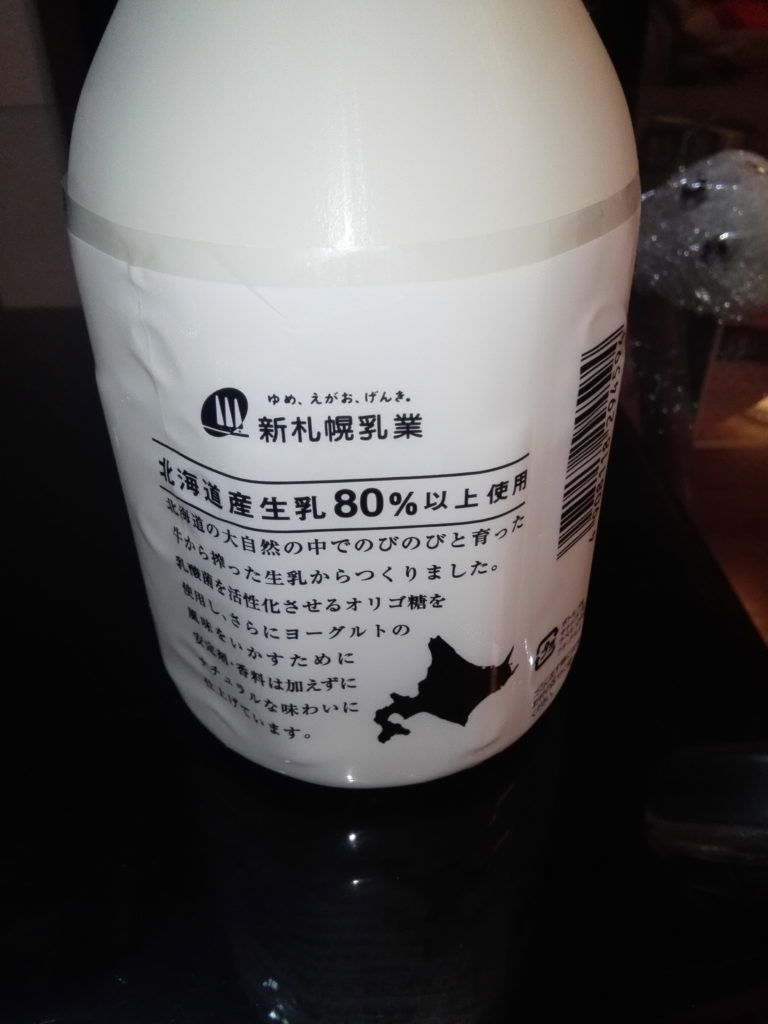 ゆめ、えがお、げんき。
新札幌乳業
北海道産生乳80%以上使用
北海道の大自然の中でのびのびと育った
牛から搾った生乳からつくりました。
乳酸菌を活性化させるオリゴ糖を
使用し、さらにヨーグルトの
風味をいかすために
安定剤・香料は加えずに
ナチュラルな味わいに
仕上げています。